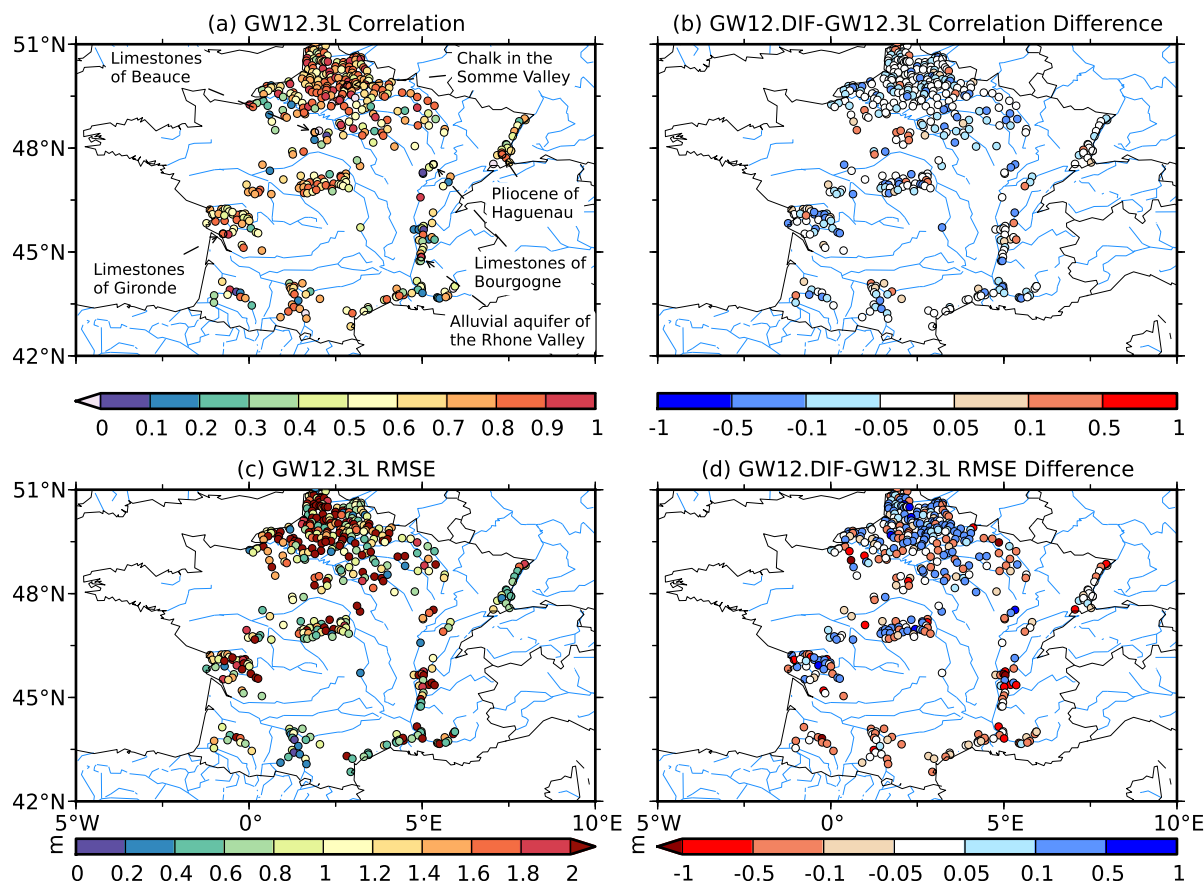 (a) GW12.3L Correlation
(b) GW12.DIF-GW12.3L Correlation Difference
51°N
48°N
45°N
42°N
Limestones
of Beauce
Chalk in the
Somme Valley
Pliocene of
Haguenau
Limestones
of Gironde
Limestones of
Bourgogne
Alluvial aquifer of
the Rhone Valley
0 0.1 0.2 0.3 0.4 0.5 0.6 0.7 0.8 0.9 1
-1 -0.5 -0.1 -0.05 0.05 0.1 0.5 1
(c) GW12.3L RMSE
(d) GW12.DIF-GW12.3L RMSE Difference
51°N
48°N
45°N
42°N
5°W 0° 5°E 10°E
5°W 0° 5°E 10°E
m
0 0.2 0.4 0.6 0.8 1 1.2 1.4 1.6 1.8 2
m
-1 -0.5 -0.1 -0.05 0.05 0.1 0.5 1